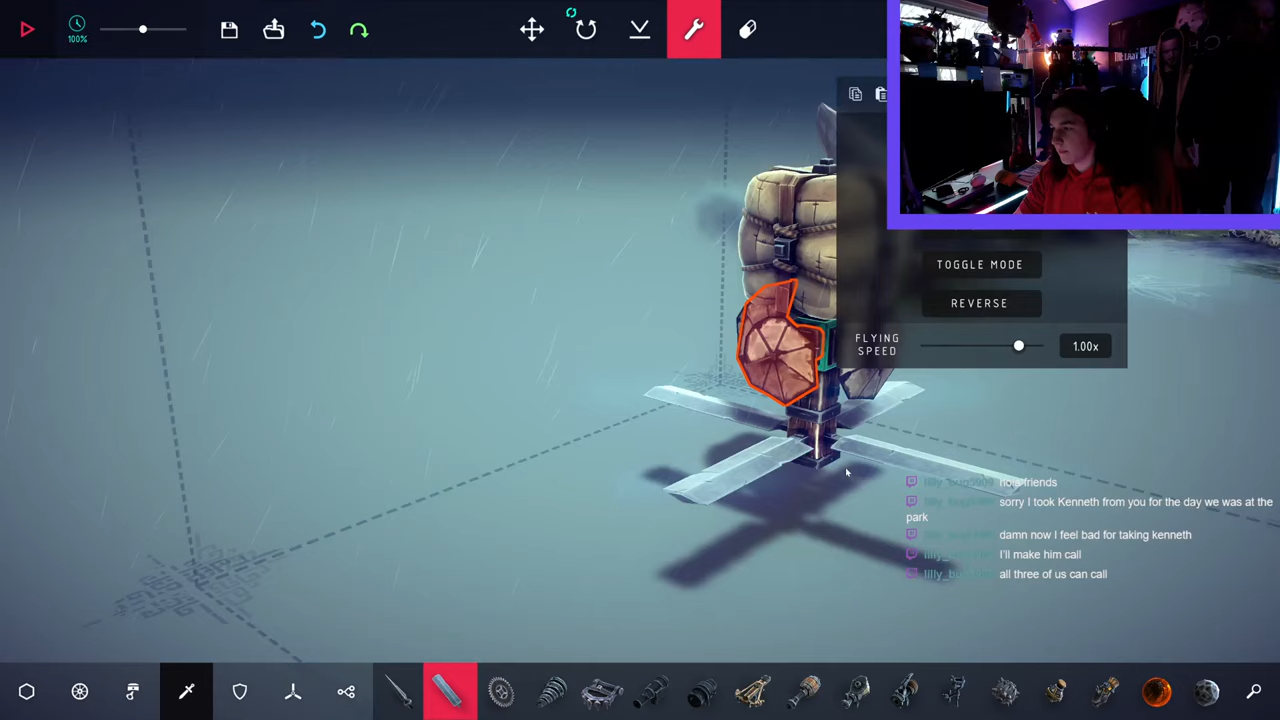 100%
TOGGLE MODE
REVERSE
FLYING
SPEED
1.00x
friends
sorry I took Kenneth from you for the day we was at the
park
damn now I feel bad for taking kenneth
I'll make him call
all three of us can call